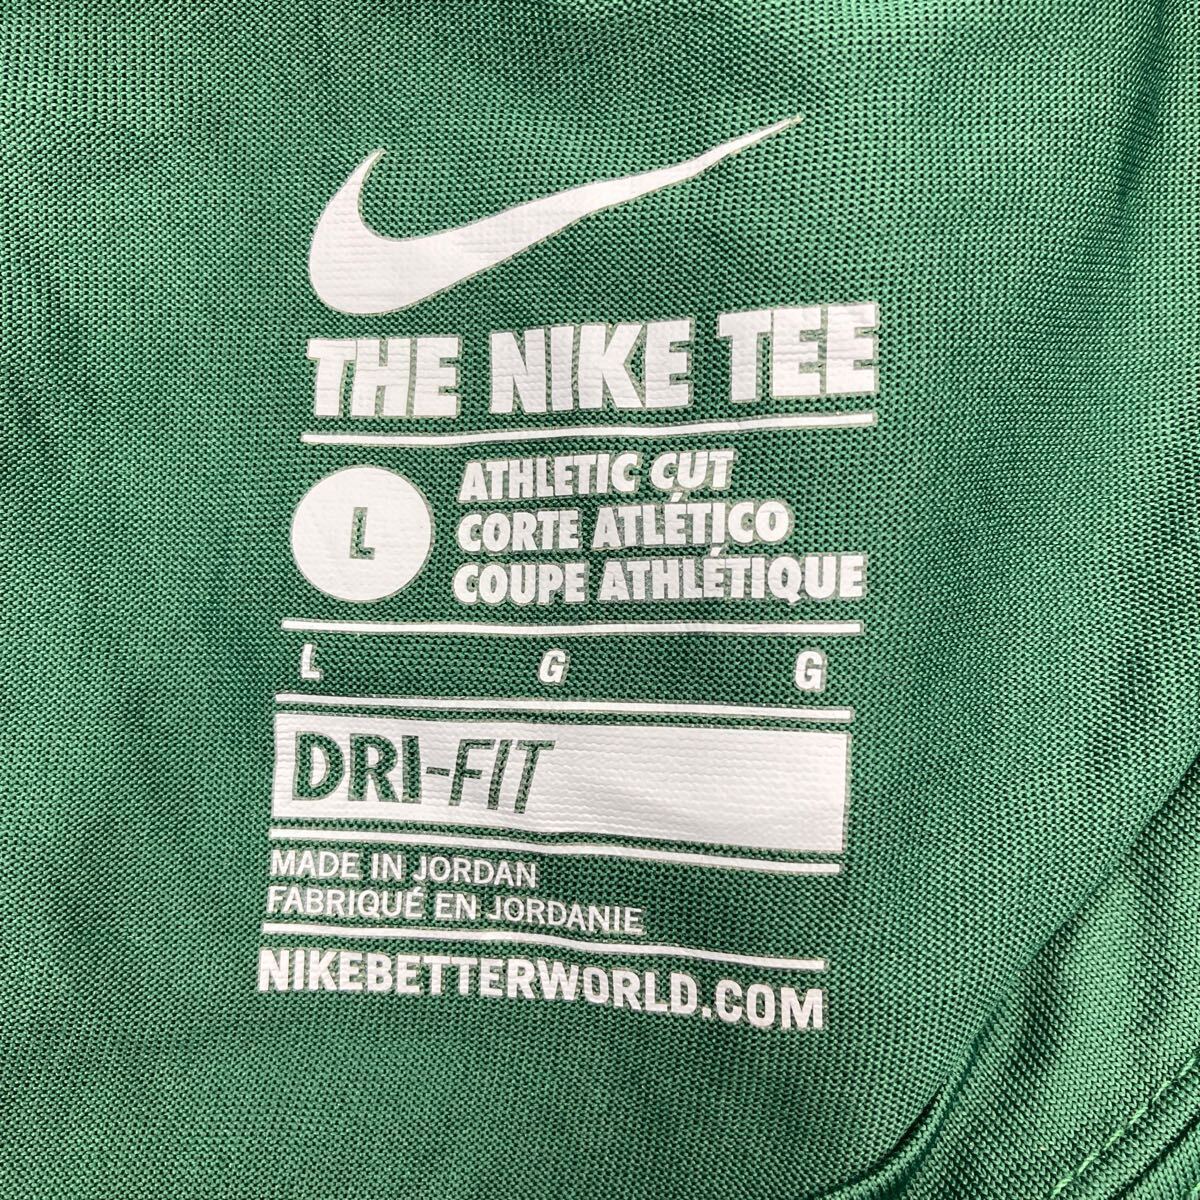 THE NIKE TEE
L
ATHLETIC CUT
CORTE ATLÉTICO
COUPE ATHLÉTIQUE
L G G
DRI-FIT
MADE IN JORDAN
FABRIQUÉ EN JORDANIE
NIKEBETTERWORLD.COM